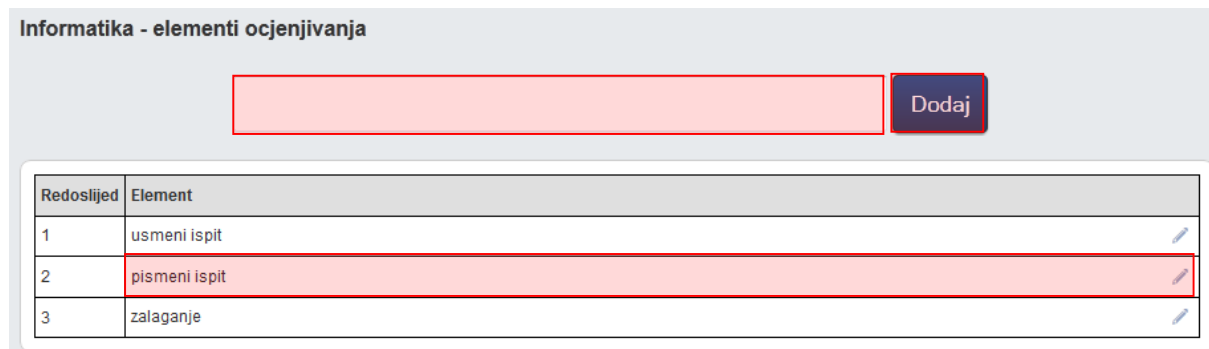 Informatika - elementi ocjenjivanja
Dodaj
Redoslijed Element
1 usmeni ispit
2 pismeni ispit
3 zalaganje